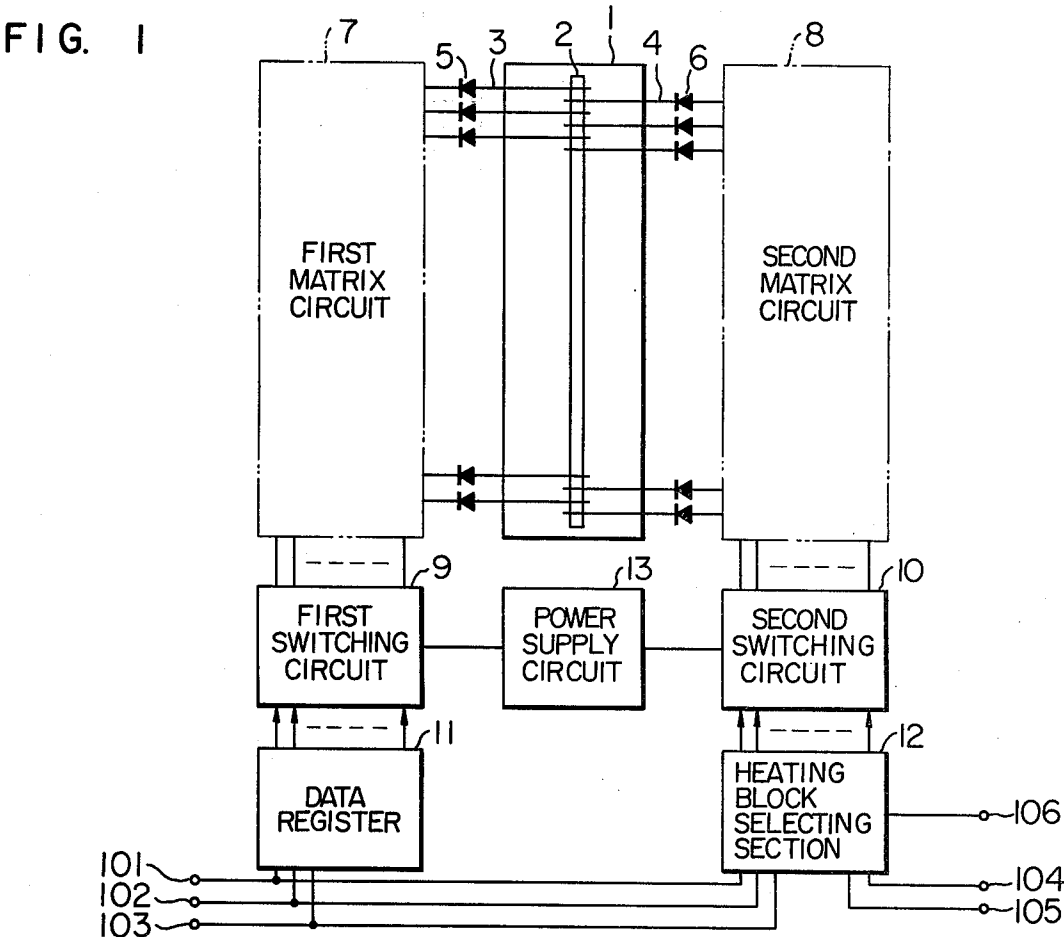 FIG. 1
7
5
3
2
1
4
6
8
FIRST
MATRIX
CIRCUIT
SECOND
MATRIX
CIRCUIT
9
13
10
FIRST
SWITCHING
CIRCUIT
POWER
SUPPLY
CIRCUIT
SECOND
SWITCHING
CIRCUIT
11
12
DATA
REGISTER
HEATING
BLOCK
SELECTING
SECTION
106
101
102
103
104
105